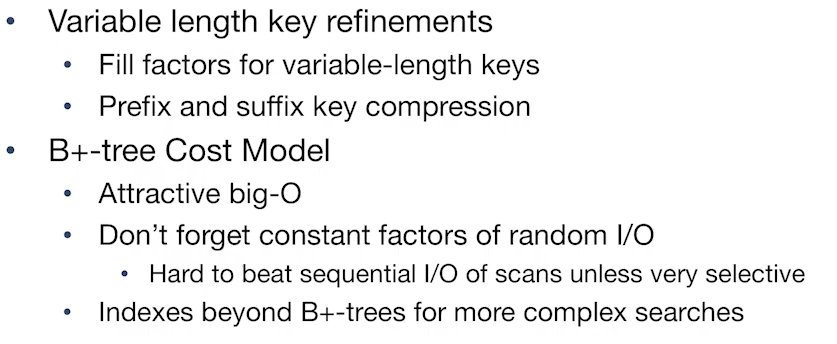 • Variable length key refinements
• Fill factors for variable-length keys
• Prefix and suffix key compression
• B+-tree Cost Model
• Attractive big-O
• Don’t forget constant factors of random I/O
• Hard to beat sequential I/O of scans unless very selective
• Indexes beyond B+-trees for more complex searches